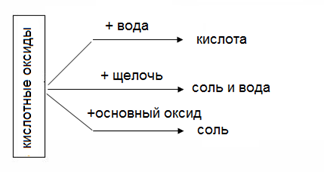 кислотные оксиды
+ вода
кислота
+ щелочь
соль и вода
+основный оксид
соль